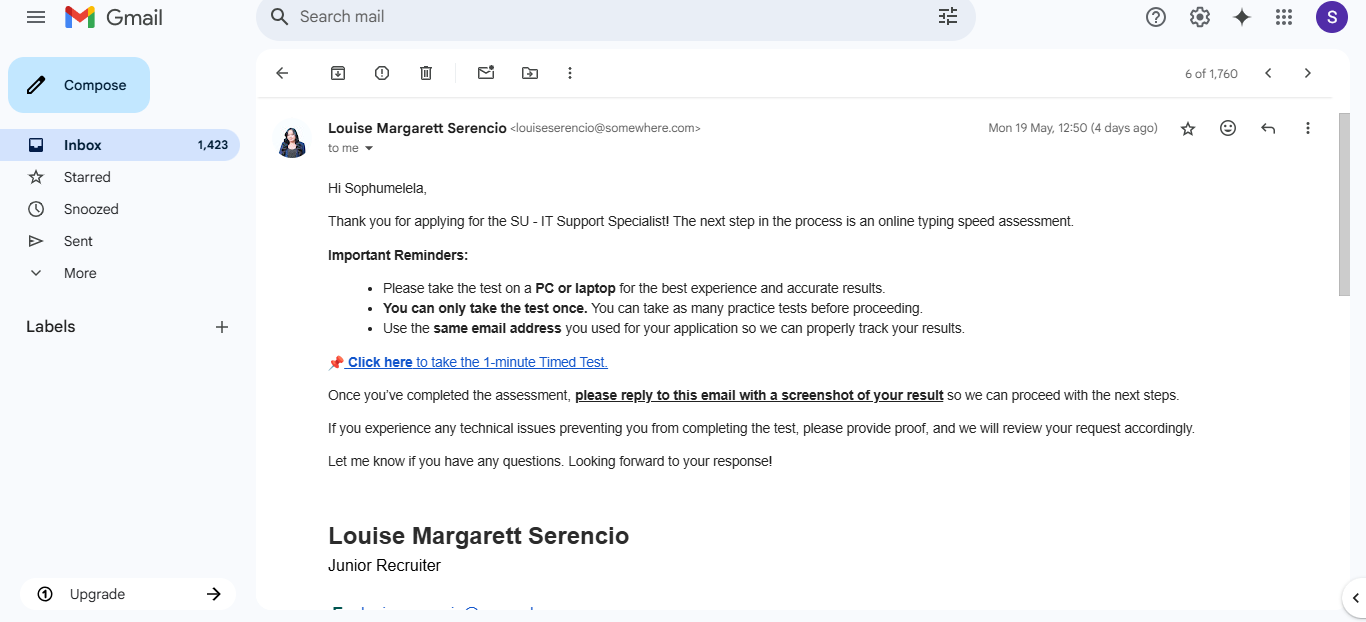 Gmail
Search mail
S
Compose
6 of 1,760
Inbox 1,423
Starred
Snoozed
Sent
More
Labels
Upgrade
Louise Margarett Serencio <louiseserencio@somewhere.com>
Mon 19 May, 12:50 (4 days ago)
to me
Hi Sophumelela,
Thank you for applying for the SU - IT Support Specialist! The next step in the process is an online typing speed assessment.
Important Reminders:
• Please take the test on a PC or laptop for the best experience and accurate results.
• You can only take the test once. You can take as many practice tests before proceeding.
• Use the same email address you used for your application so we can properly track your results.
📌 Click here to take the 1-minute Timed Test.
Once you’ve completed the assessment, please reply to this email with a screenshot of your result so we can proceed with the next steps.
If you experience any technical issues preventing you from completing the test, please provide proof, and we will review your request accordingly.
Let me know if you have any questions. Looking forward to your response!
Louise Margarett Serencio
Junior Recruiter